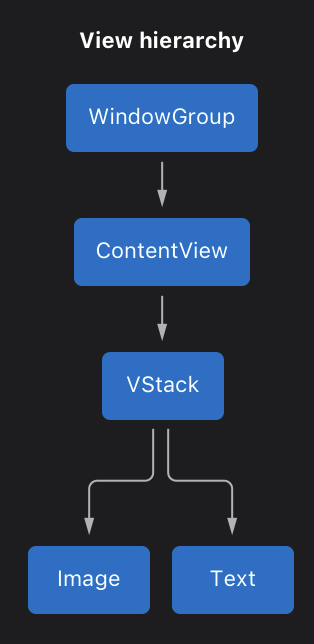 View hierarchy
WindowGroup
ContentView
VStack
Image
Text